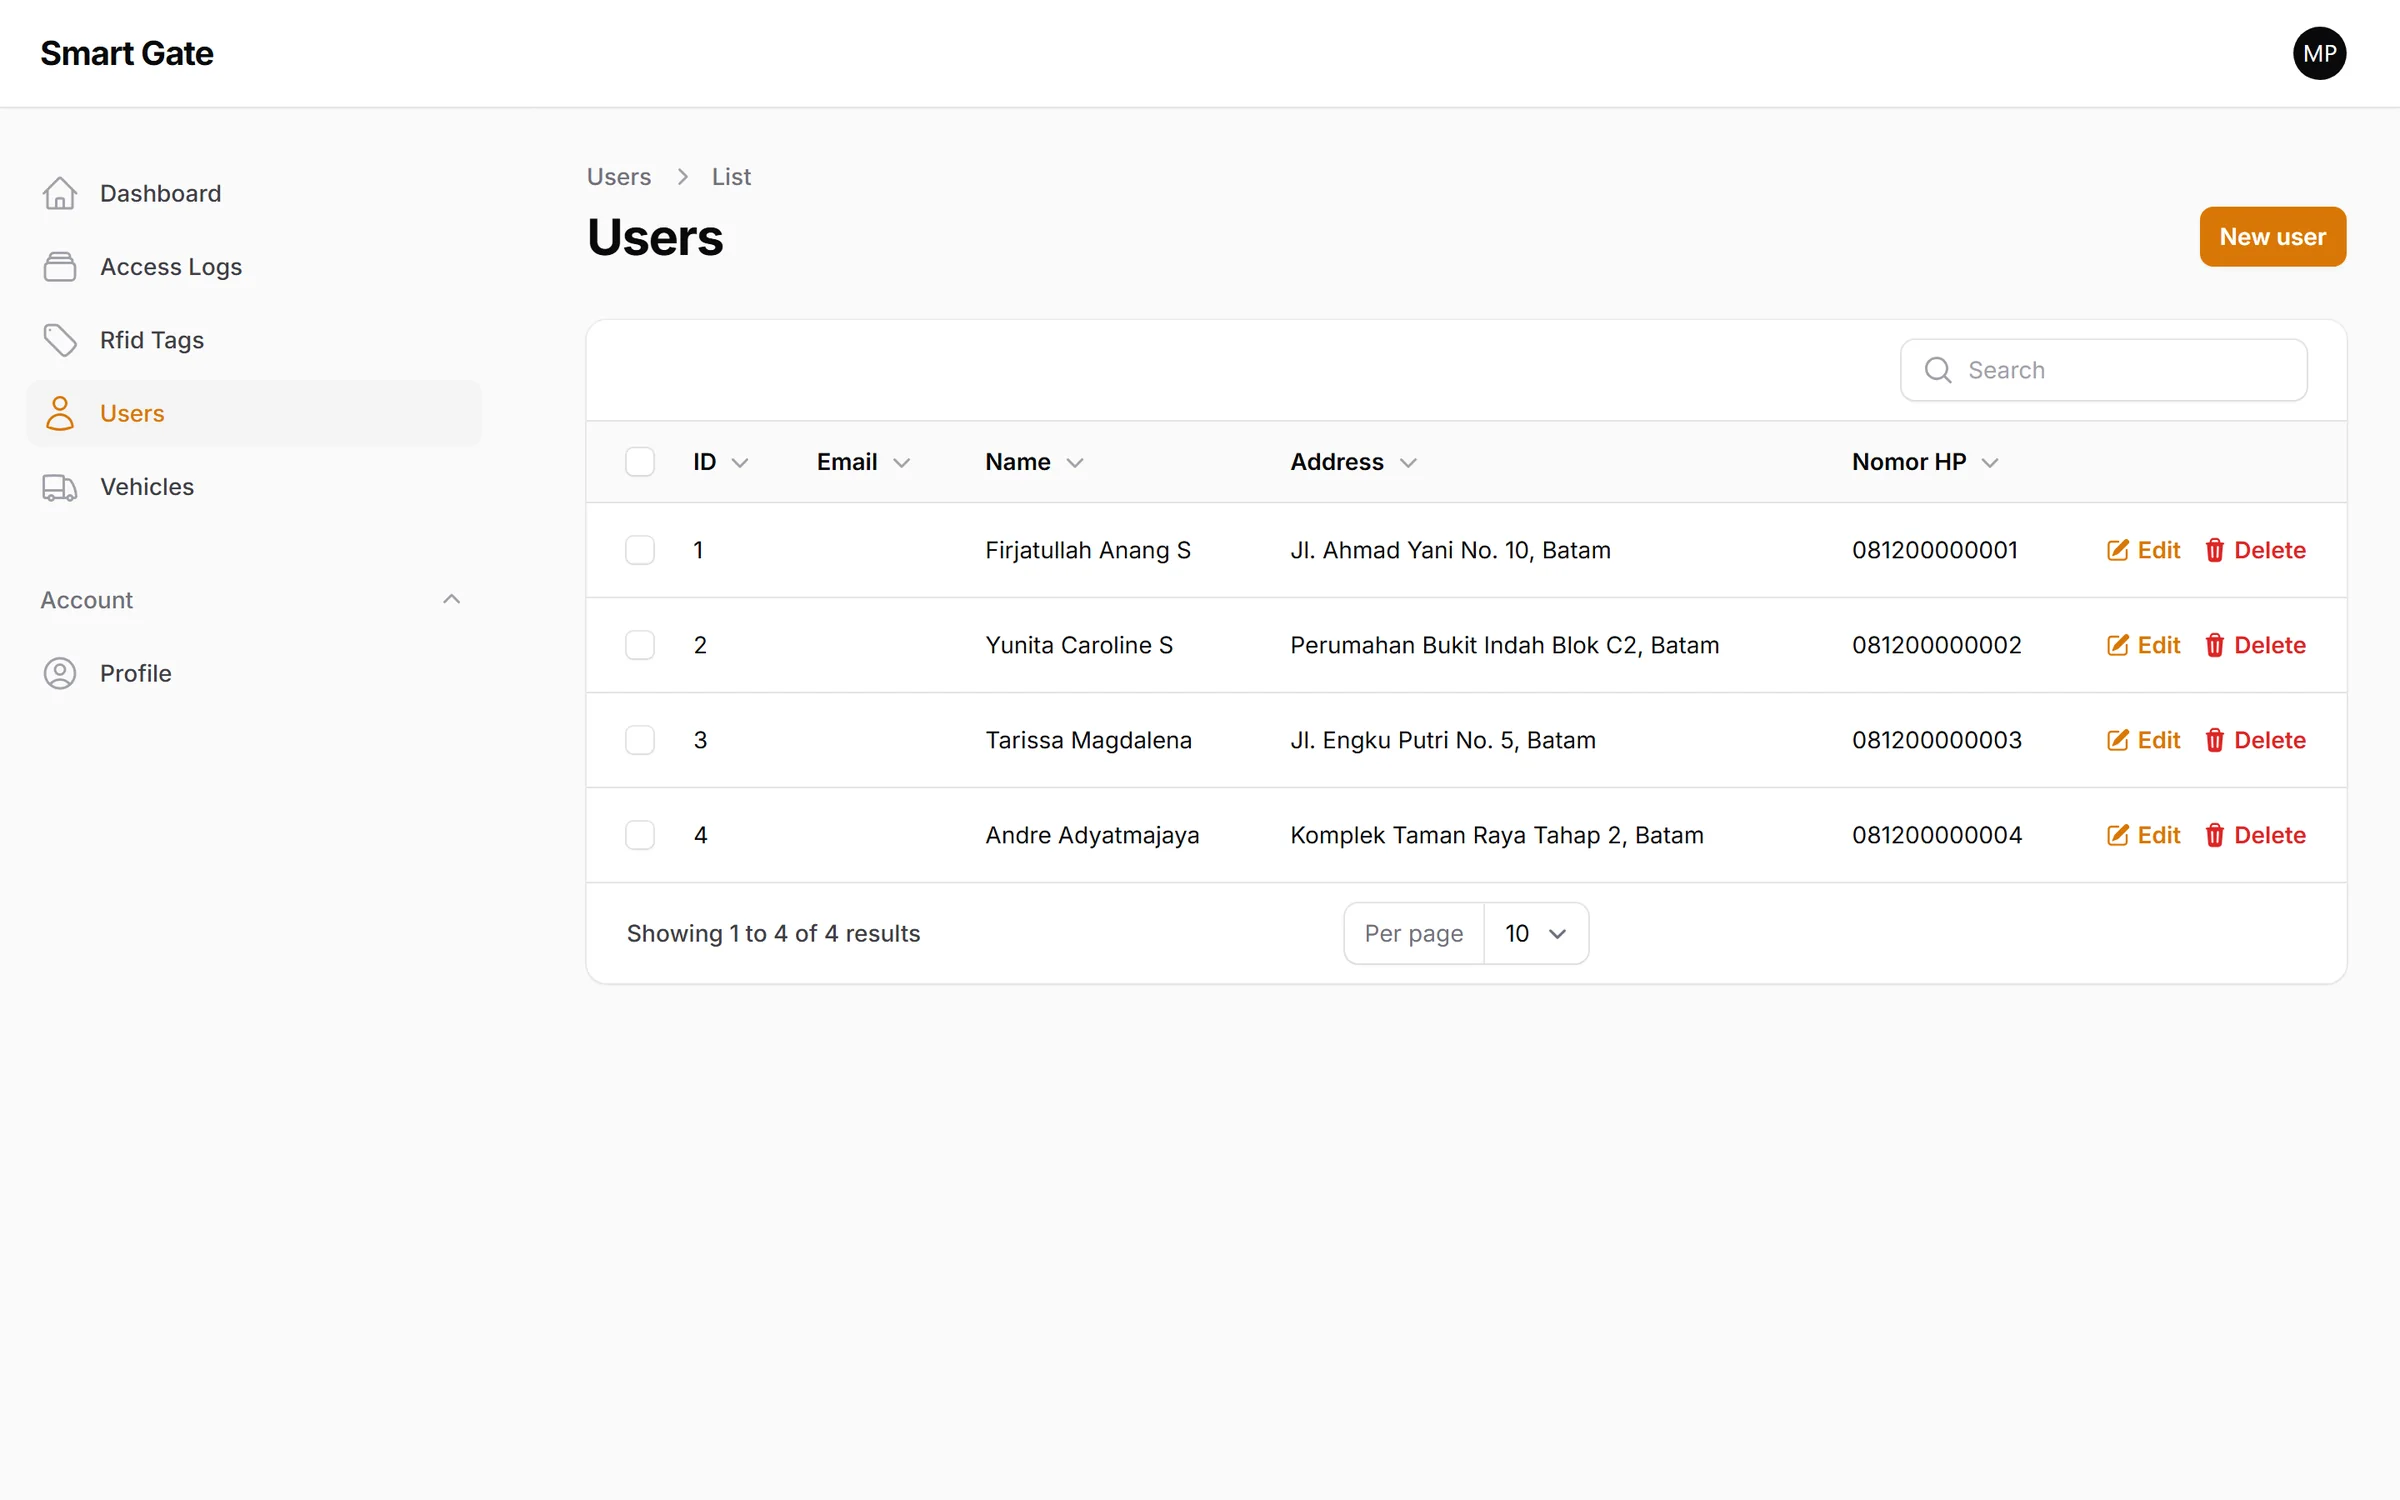 Smart Gate
MP
Dashboard
Access Logs
Rfid Tags
Users
Vehicles
Account
Profile
Users > List
Users
New user
Search
ID Email Name Address Nomor HP
1 Firjatullah Anang S Jl. Ahmad Yani No. 10, Batam 081200000001 Edit Delete
2 Yunita Caroline S Perumahan Bukit Indah Blok C2, Batam 081200000002 Edit Delete
3 Tarissa Magdalena Jl. Engku Putri No. 5, Batam 081200000003 Edit Delete
4 Andre Adyatmajaya Komplek Taman Raya Tahap 2, Batam 081200000004 Edit Delete
Showing 1 to 4 of 4 results Per page 10